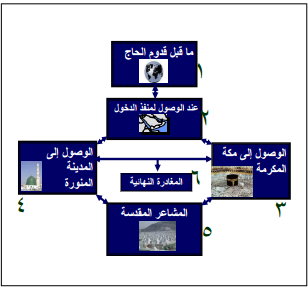 ما قبل قدوم الحاج
١
عند الوصول لمنفذ الدخول
٢
الوصول إلى مكة
المكرمة
٣
الوصول إلى
المدينة
المنورة
٤
المشاعر المقدسة
٥
المغادرة النهائية
٦